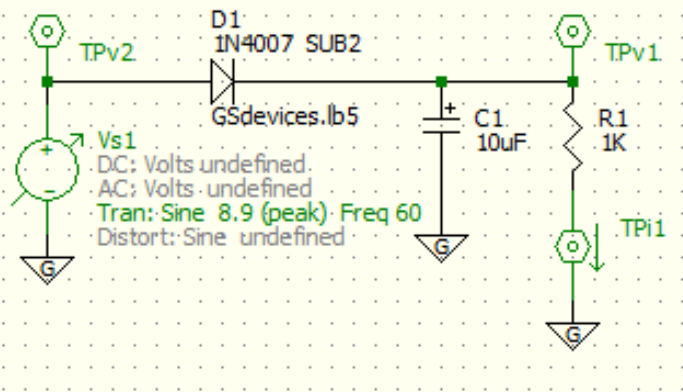 D1
1N4007 SUB2
TPv2
TPv1
GSdevices.lb5
+
C1
10uF
R1
1K
Vs1
+
-
DC: Volts undefined
AC: Volts undefined
Tran: Sine 8.9 (peak) Freq 60
Distort: Sine undefined
TPi1
G
G
G